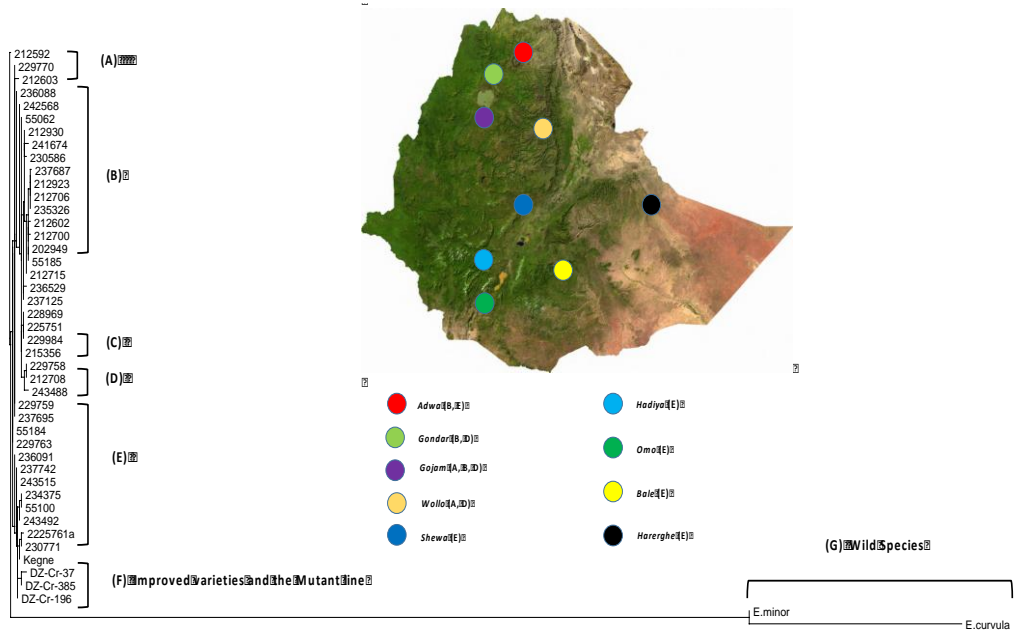 212592
229770
212603
(A)
236088
242568
55062
212930
241674
230586
237687
212923
212706
235326
212602
212700
202949
(B)
55185
212715
236529
237125
228969
225751
229984
215356
(C)
229758
212708
243488
(D)
229759
237695
55184
229763
236091
237742
243515
234375
55100
243492
2225761a
230771
(E)
Kegne
DZ-Cr-37
DZ-Cr-385
DZ-Cr-196
(F) Improved varieties and the Mutant line
Adwa (B, E)
Gondar (B, D)
Gojam (A, B, D)
Wollo (A, D)
Shewa (E)
Hadiya (E)
Omo (E)
Bale (E)
Harerghe (E)
(G) Wild Species
E.minor
E.curvula